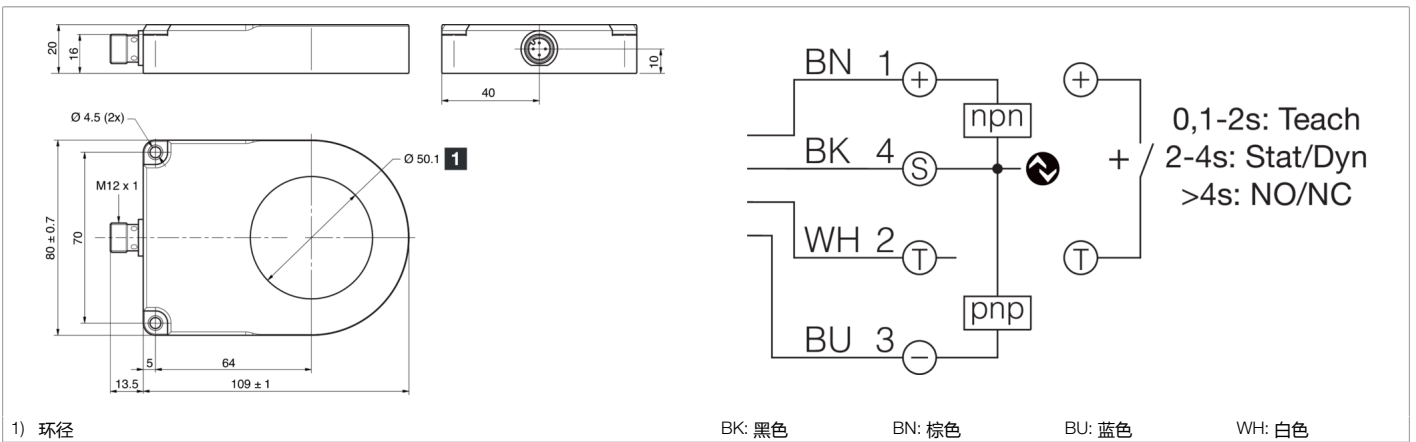 20
16
40
10
Ø 4.5 (2x)
Ø 50.1 1
M12 x 1
80 ± 0.7
70
5
64
13.5
109 ± 1
BN 1 +
npn
BK 4 S
WH 2 T
pnp
BU 3 −
+
T
+
0,1-2s: Teach
2-4s: Stat/Dyn
>4s: NO/NC
1) 环径
BK: 黑色 BN: 棕色 BU: 蓝色 WH: 白色